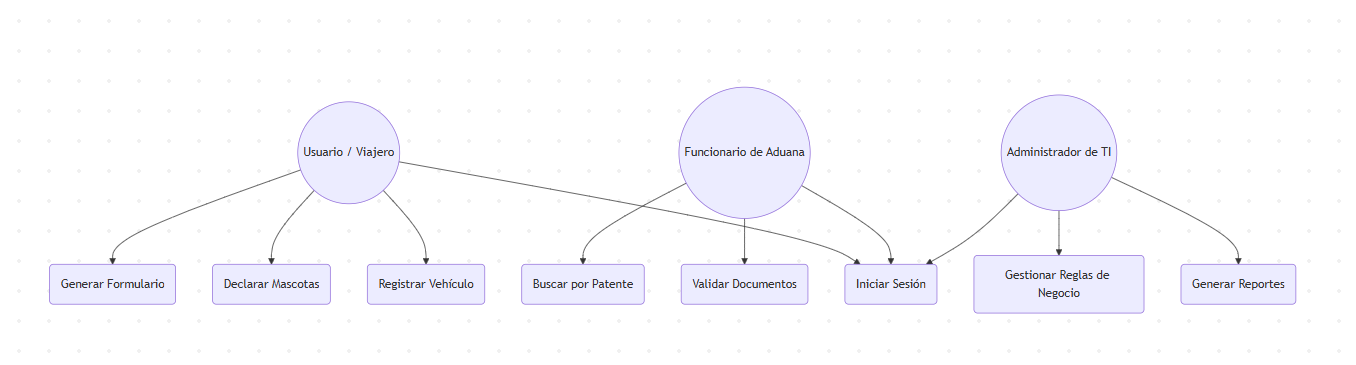 Usuario / Viajero
Funcionario de Aduana
Administrador de TI
Generar Formulario
Declarar Mascotas
Registrar Vehículo
Buscar por Patente
Validar Documentos
Iniciar Sesión
Gestionar Reglas de
Negocio
Generar Reportes